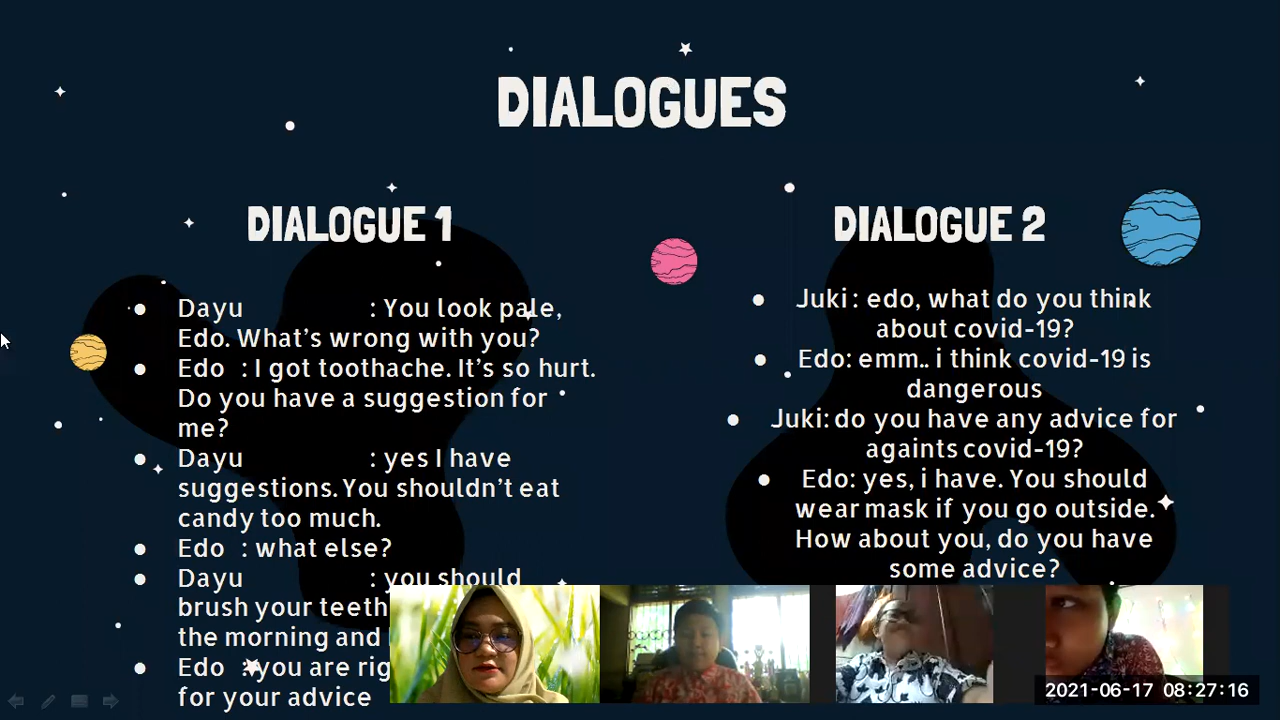 DIALOGUES
DIALOGUE 1
● Dayu : You look pale,
Edo. What's wrong with you?
● Edo : I got toothache. It's so hurt.
Do you have a suggestion for
me?
● Dayu : yes I have
suggestions. You shouldn't eat
candy too much.
● Edo : what else?
● Dayu : you should
brush your teeth
the morning and
● Edo : you are
for your advice
DIALOGUE 2
● Juki : edo, what do you think
about covid-19?
● Edo: emm.. i think covid-19 is
dangerous
● Juki: do you have any advice for
againts covid-19?
● Edo: yes, i have. You should
wear mask if you go outside.
How about you, do you have
some advice?
2021-06-17 08:27:16